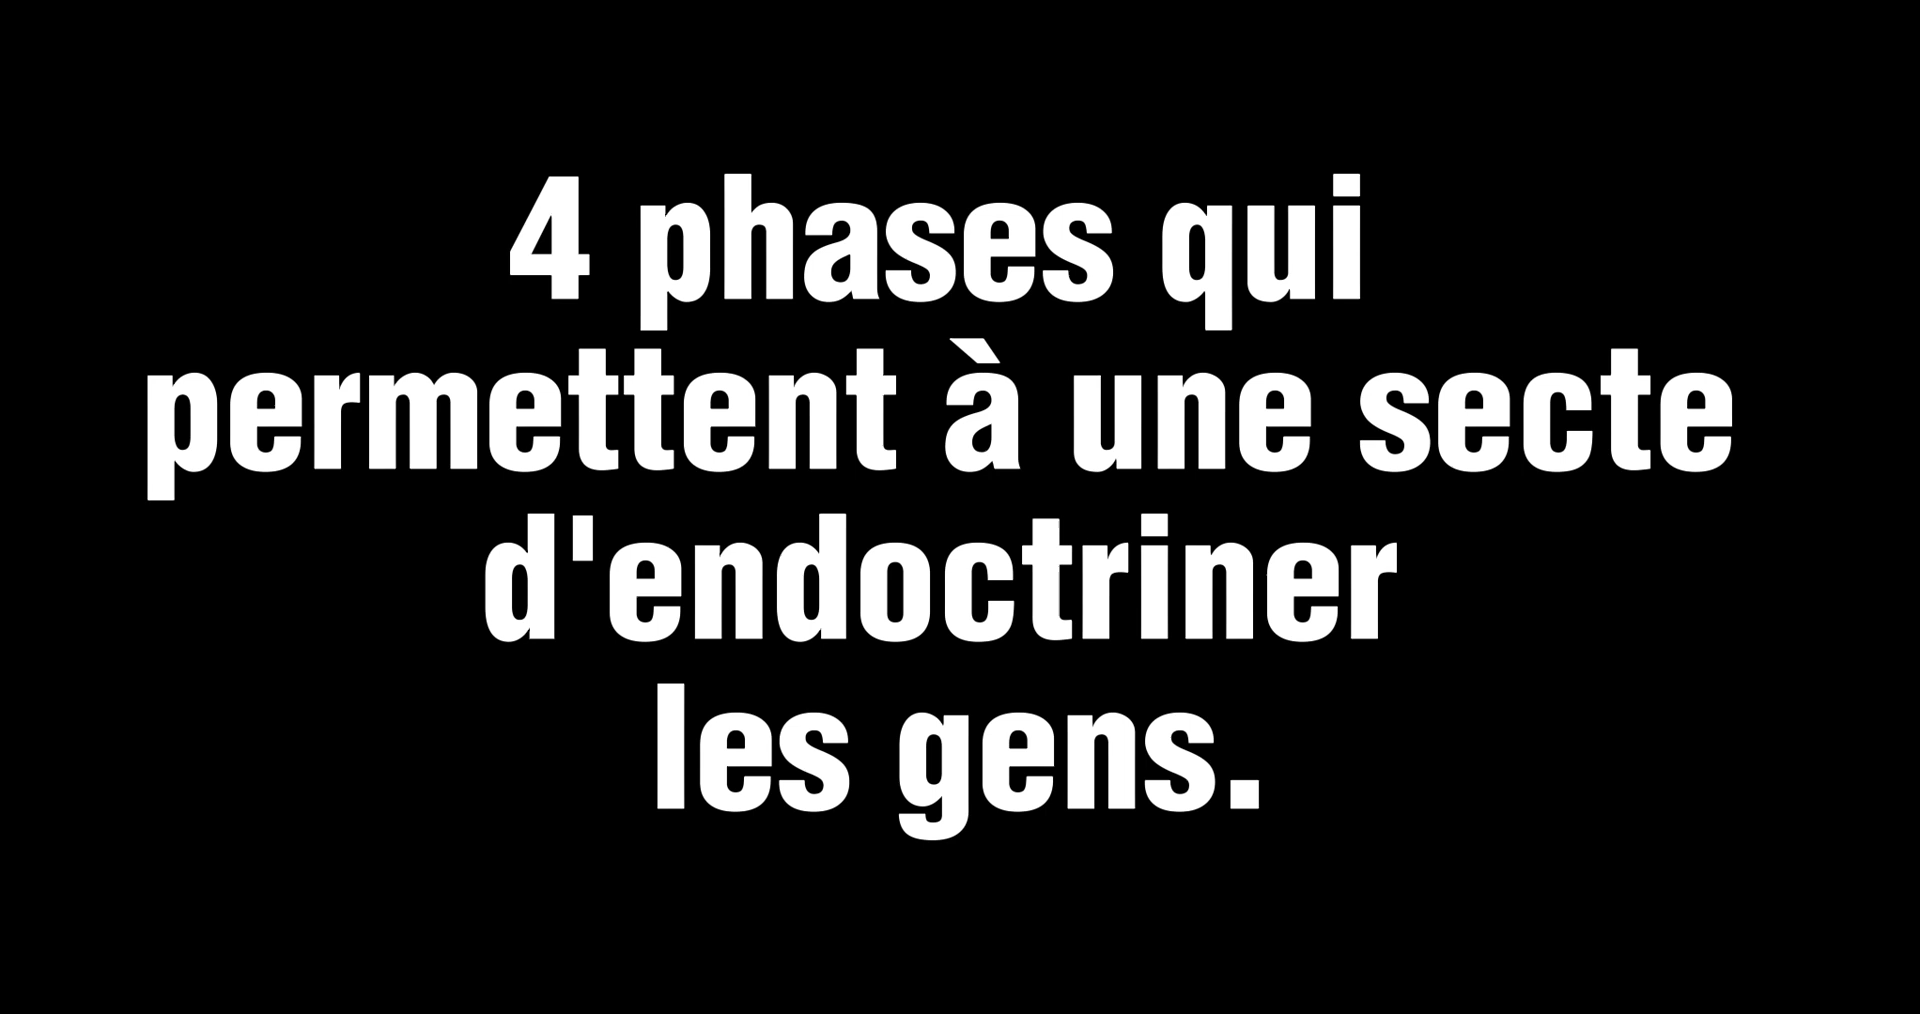 4 phases qui
permettent à une secte
d'endoctriner
les gens.